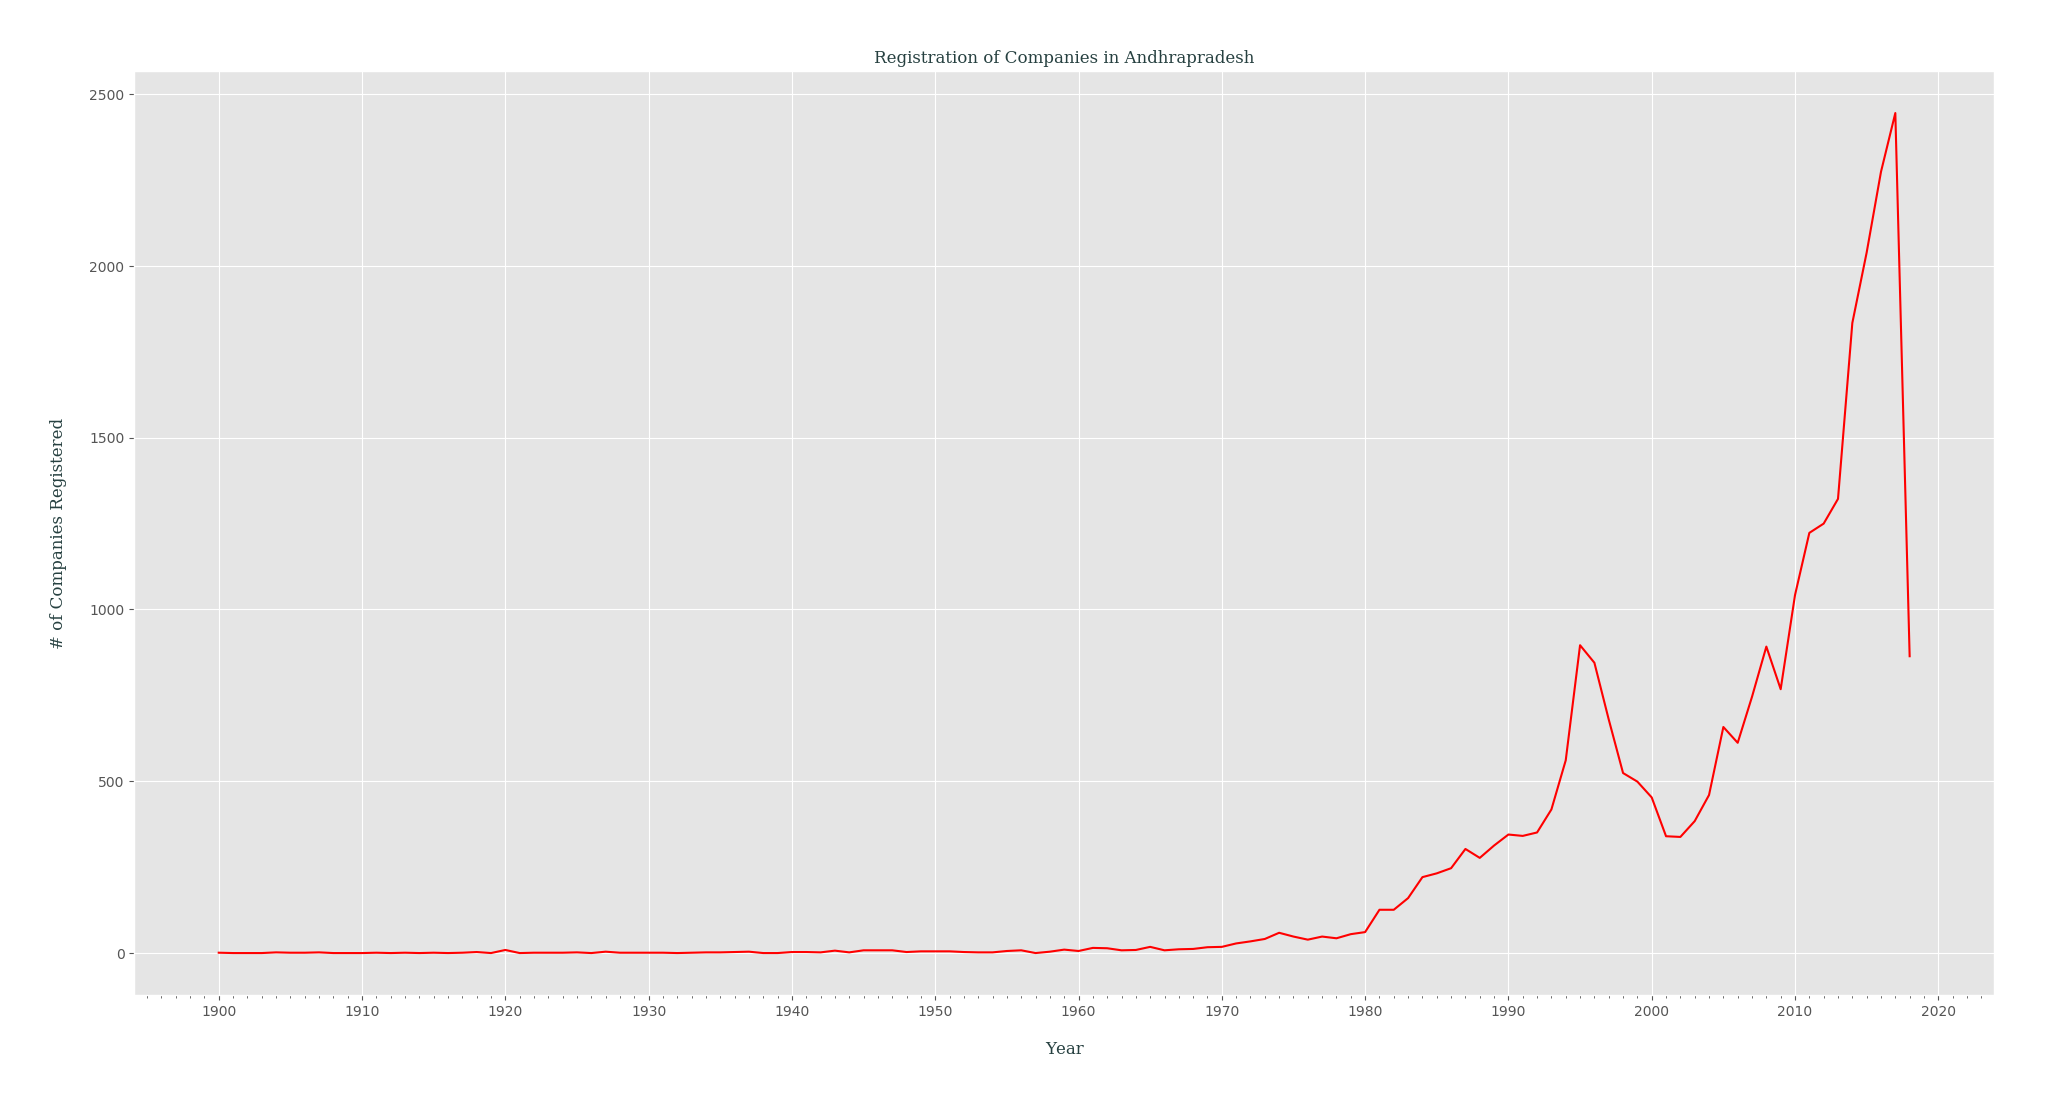 Registration of Companies in Andhrapradesh
2500
2000
1500
1000
500
0
# of Companies Registered
1900 1910 1920 1930 1940 1950 1960 1970 1980 1990 2000 2010 2020
Year